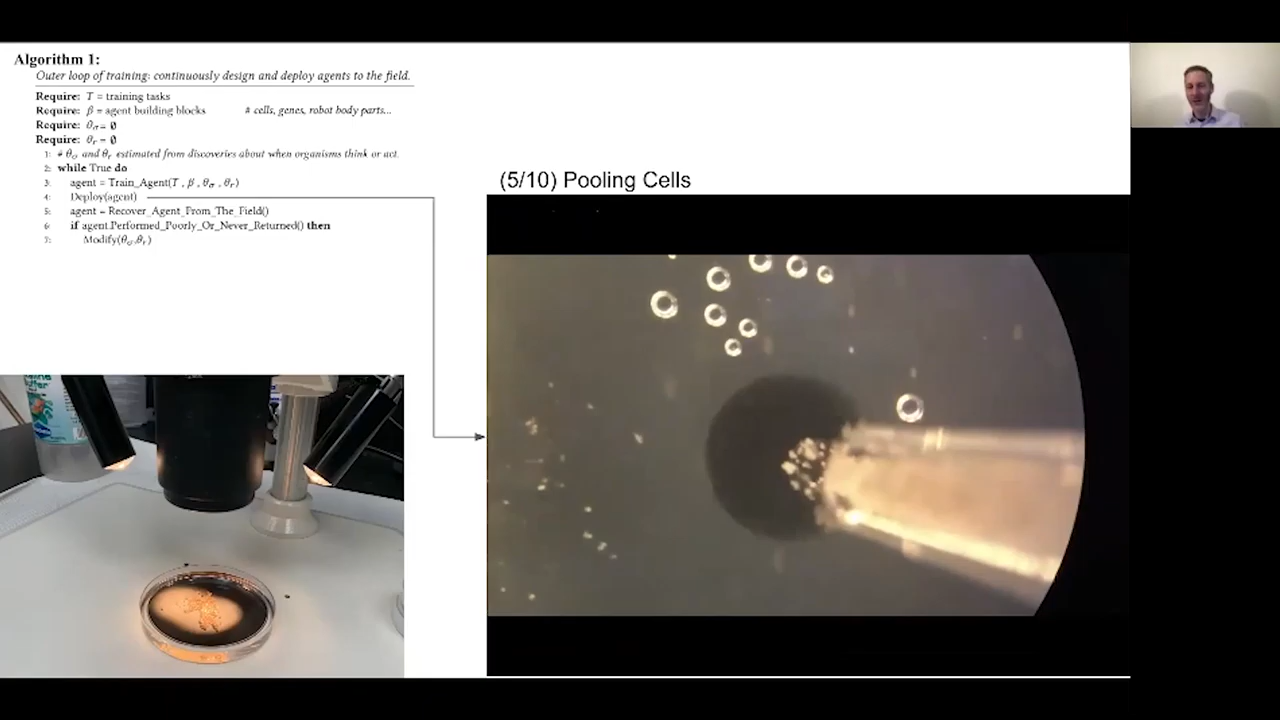 Algorithm 1:
Outer loop of training: continuously design and deploy agents to the field.
Require: T = training tasks
Require: β = agent building blocks # cells, genes, robot body parts...
Require: θσ = ∅
Require: θr = ∅
1: # θσ and θr estimated from discoveries about when organisms think or act.
2: while True do
3: agent = Train_Agent(T , β , θσ , θr)
4: Deploy(agent)
5: agent = Recover_Agent_From_The_Field()
6: if agent.Performed_Poorly_Or_Never_Returned() then
7: Modify(θσ,θr)
(5/10) Pooling Cells